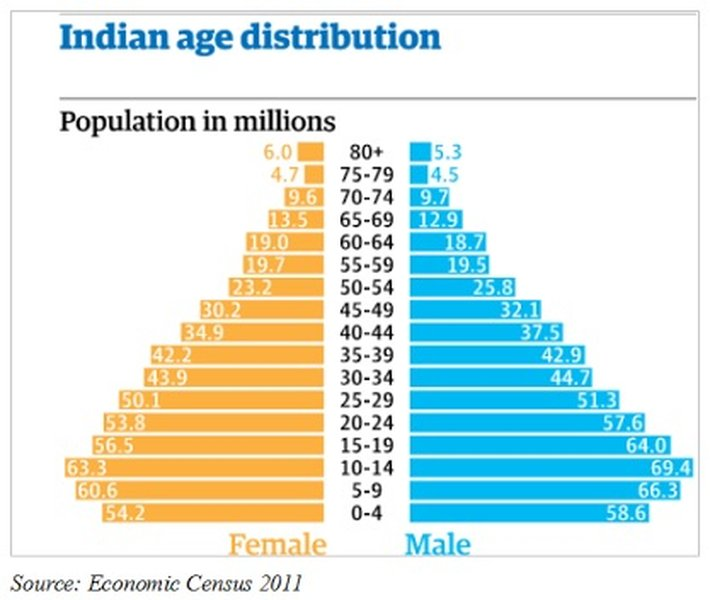 Indian age distribution
Population in millions
6.0 80+ 5.3
4.7 75-79 4.5
9.6 70-74 9.7
13.5 65-69 12.9
19.0 60-64 18.7
19.7 55-59 19.5
23.2 50-54 25.8
30.2 45-49 32.1
34.9 40-44 37.5
42.2 35-39 42.9
43.9 30-34 44.7
50.1 25-29 51.3
53.8 20-24 57.6
56.5 15-19 64.0
63.3 10-14 69.4
60.6 5-9 66.3
54.2 0-4 58.6
Female Male
Source: Economic Census 2011